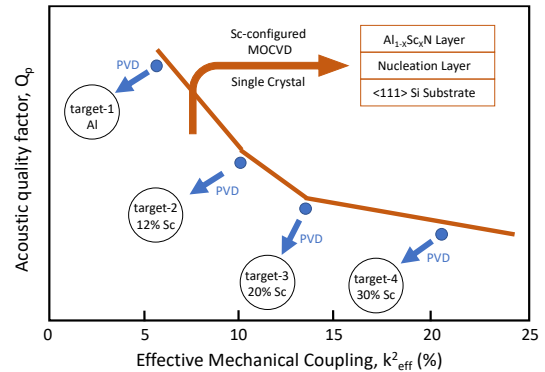 Sc-configured
MOCVD
Single Crystal
Al₁₋ₓScₓN Layer
Nucleation Layer
<111> Si Substrate
PVD
target-1
Al
PVD
target-2
12% Sc
PVD
target-3
20% Sc
PVD
target-4
30% Sc
Acoustic quality factor, Qₚ
0
5
10
15
20
25
Effective Mechanical Coupling, k²eff (%)